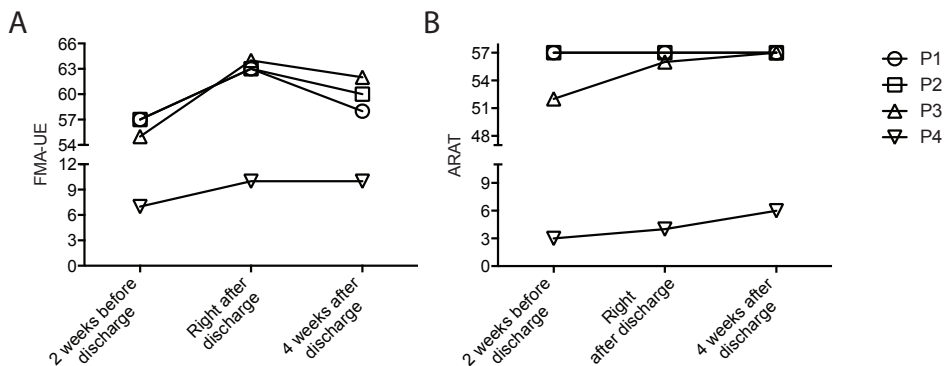 A
FMA-UE
66
63
60
57
54
12
9
6
3
0
2 weeks before
discharge
Right after
discharge
4 weeks after
discharge
B
ARAT
57
54
51
48
9
6
3
0
2 weeks before
discharge
Right
after discharge
4 weeks after
discharge
P1
P2
P3
P4